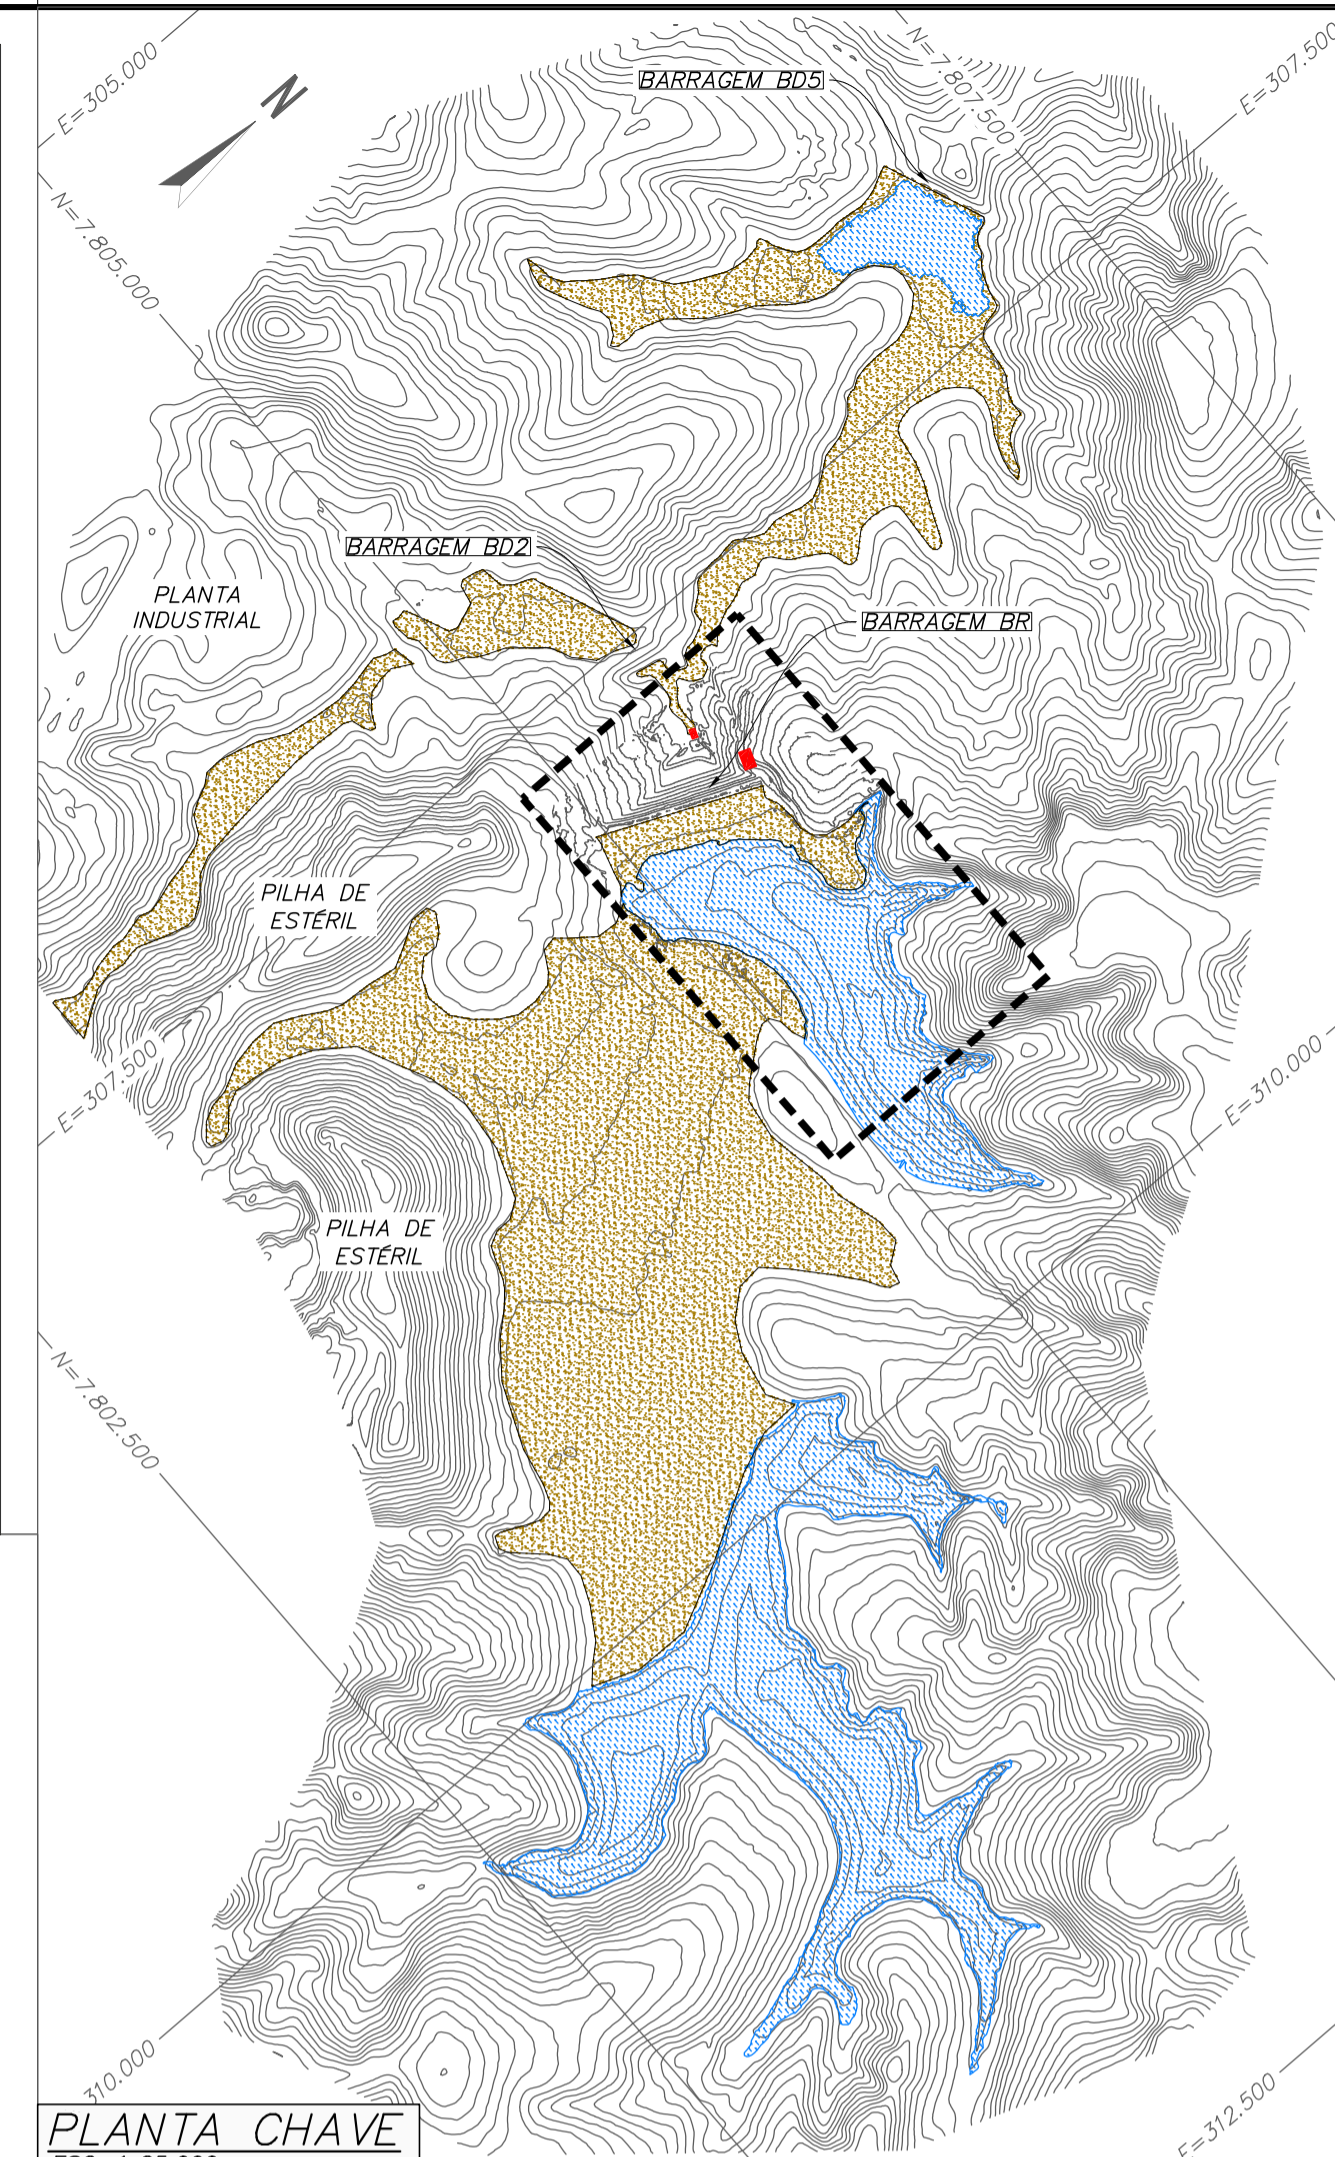 E=305.000
N
BARRAGEM BD5
N=7.807.500
E=307.500
N=7.805.000
BARRAGEM BD2
PLANTA
INDUSTRIAL
BARRAGEM BR
PILHA DE
ESTÉRIL
E=307.500
E=310.000
PILHA DE
ESTÉRIL
N=7.802.500
310.000
E=312.500
PLANTA CHAVE